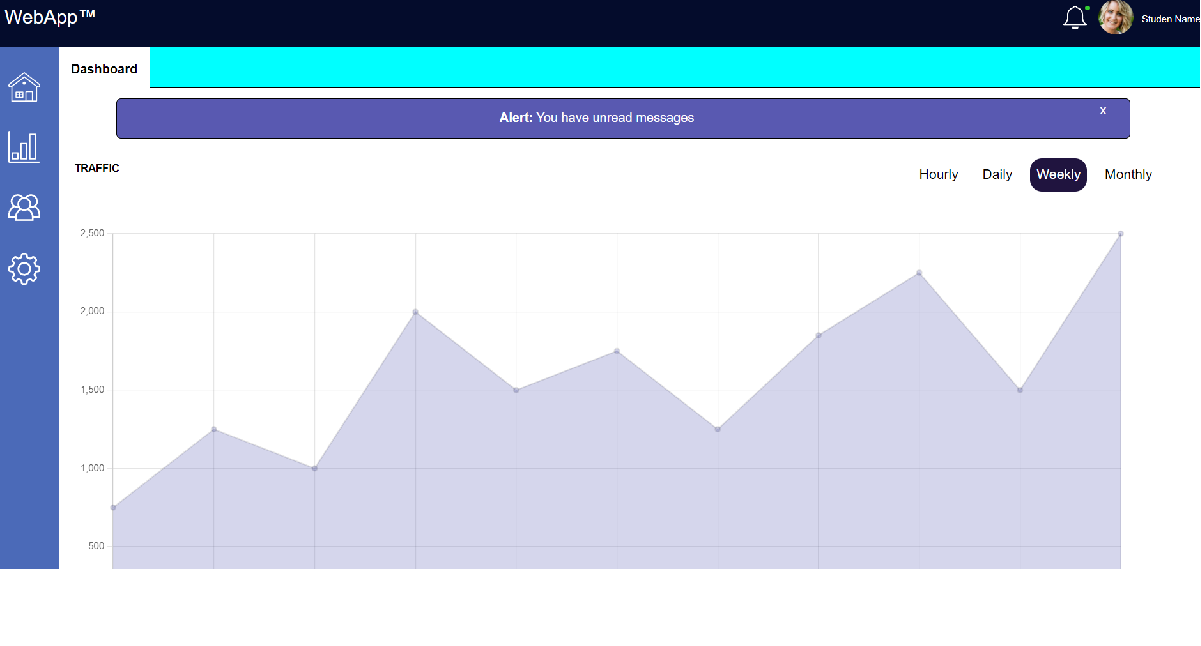 WebApp™
Studen Name
Dashboard
Alert: You have unread messages
x
TRAFFIC
Hourly Daily Weekly Monthly
2,500
2,000
1,500
1,000
500